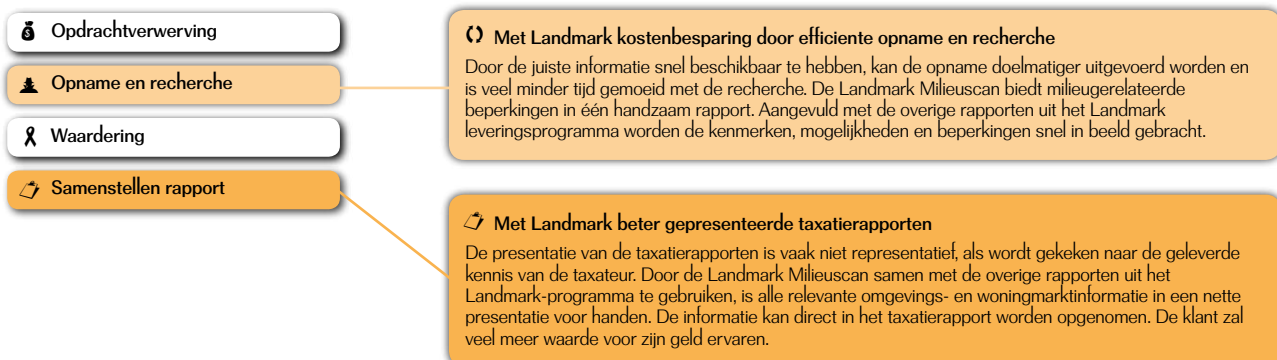 Opdrachtverwerving
Opname en recherche
Waardering
Samenstellen rapport
Met Landmark kostenbesparing door efficiente opname en recherche
Door de juiste informatie snel beschikbaar te hebben, kan de opname doelmatiger uitgevoerd worden en
is veel minder tijd gemoeid met de recherche. De Landmark Milieuscan biedt milieugerelateerde
beperkingen in één handzaam rapport. Aangevuld met de overige rapporten uit het Landmark
leveringsprogramma worden de kenmerken, mogelijkheden en beperkingen snel in beeld gebracht.
Met Landmark beter gepresenteerde taxatierapporten
De presentatie van de taxatierapporten is vaak niet representatief, als wordt gekeken naar de geleverde
kennis van de taxateur. Door de Landmark Milieuscan samen met de overige rapporten uit het
Landmark-programma te gebruiken, is alle relevante omgevings- en woningmarktinformatie in een nette
presentatie voor handen. De informatie kan direct in het taxatierapport worden opgenomen. De klant zal
veel meer waarde voor zijn geld ervaren.